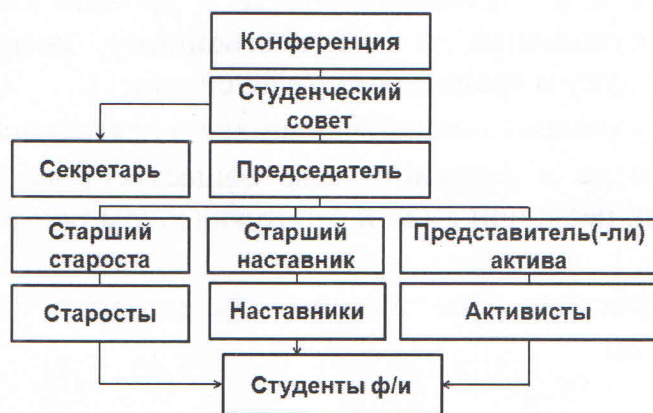 Конференция
Студенческий
совет
Секретарь
Председатель
Старший
староста
Старший
наставник
Представитель(-ли)
актива
Старосты
Наставники
Активисты
Студенты ф/и